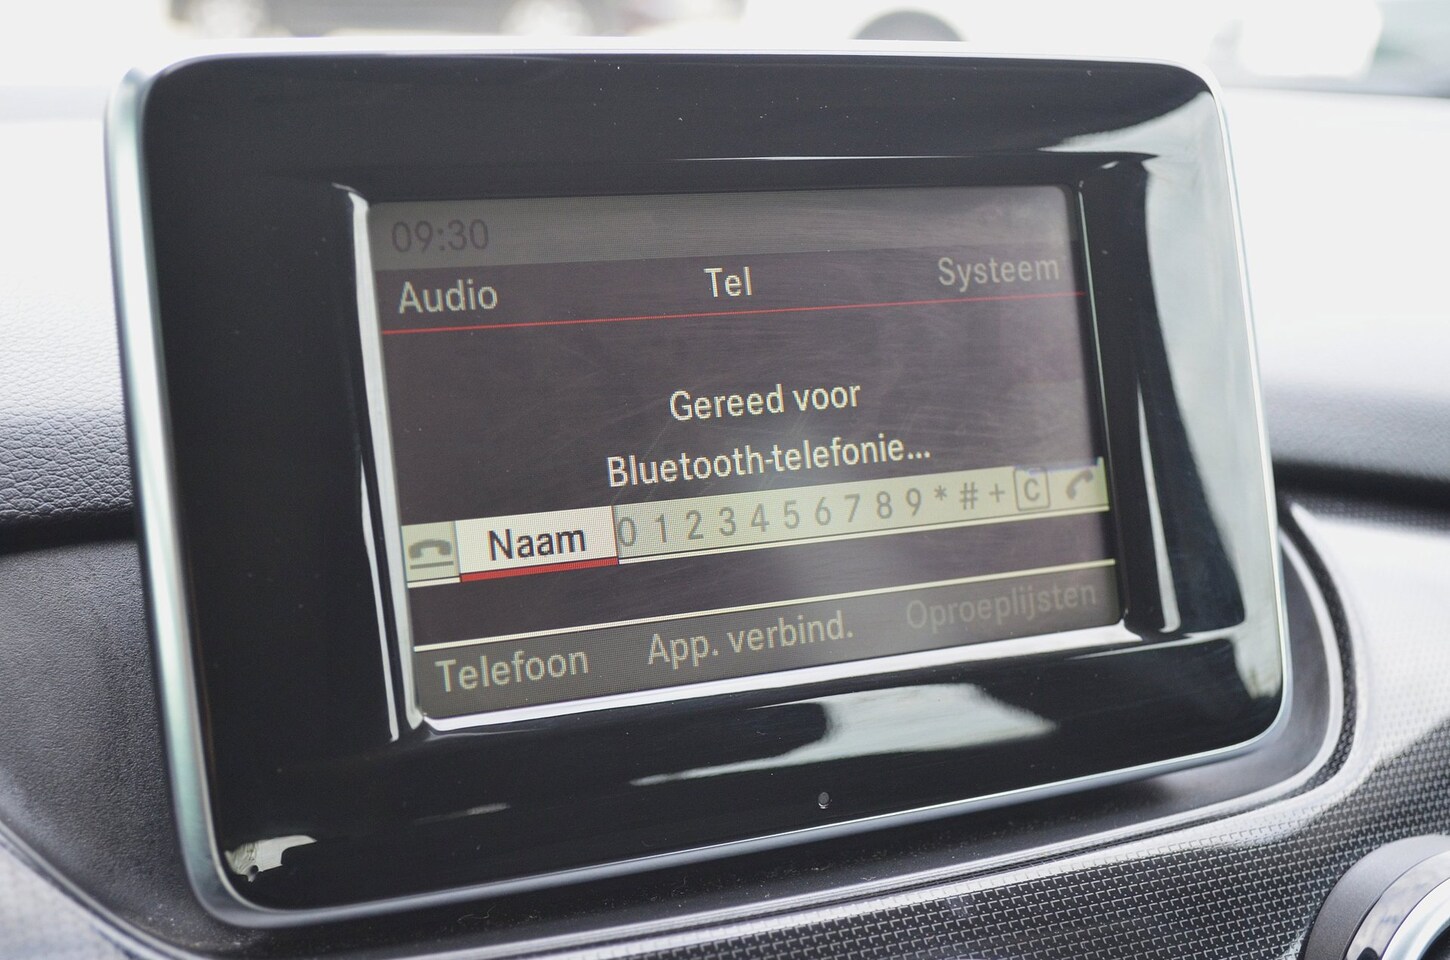 09:30
Audio Tel Systeem
Gereed voor
Bluetooth-telefonie...
Naam 0 1 2 3 4 5 6 7 8 9 * # + C
Telefoon App. verbind. Oproeplijsten